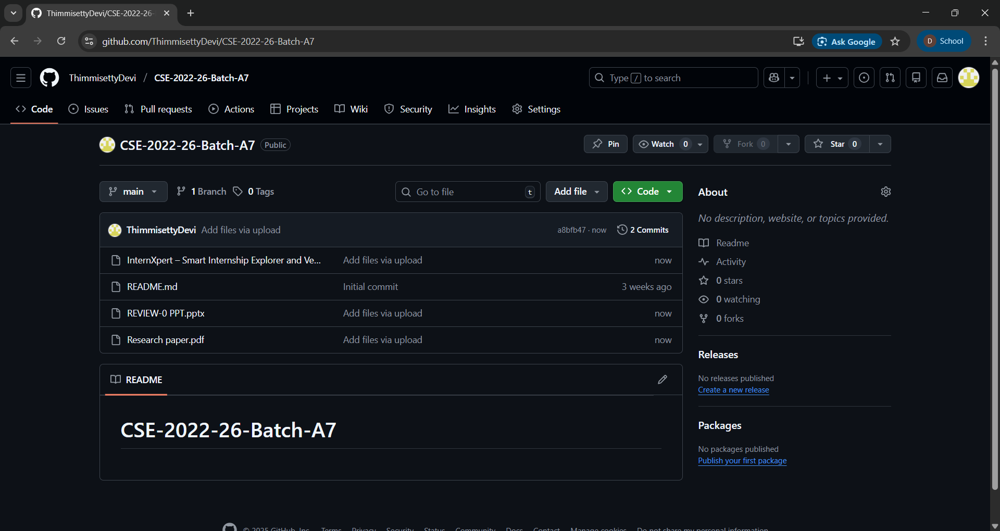 ThimmisettyDevi/CSE-2022-26-
github.com/ThimmisettyDevi/CSE-2022-26-Batch-A7
Ask Google
D School
ThimmisettyDevi / CSE-2022-26-Batch-A7
Type / to search
Code Issues Pull requests Actions Projects Wiki Security Insights Settings
CSE-2022-26-Batch-A7 Public
Pin Watch 0 Fork 0 Star 0
main 1 Branch 0 Tags Go to file t Add file Code
ThimmisettyDevi Add files via upload a8bfb47 · now 2 Commits
InternXpert – Smart Internship Explorer and Ve... Add files via upload now
README.md Initial commit 3 weeks ago
REVIEW-0 PPT.pptx Add files via upload now
Research paper.pdf Add files via upload now
README
CSE-2022-26-Batch-A7
About
No description, website, or topics provided.
Readme
Activity
0 stars
0 watching
0 forks
Releases
No releases published
Create a new release
Packages
No packages published
Publish your first package
© 2025 GitHub, Inc. Terms Privacy Security Status Community Docs Contact Manage cookies Do not share my personal information